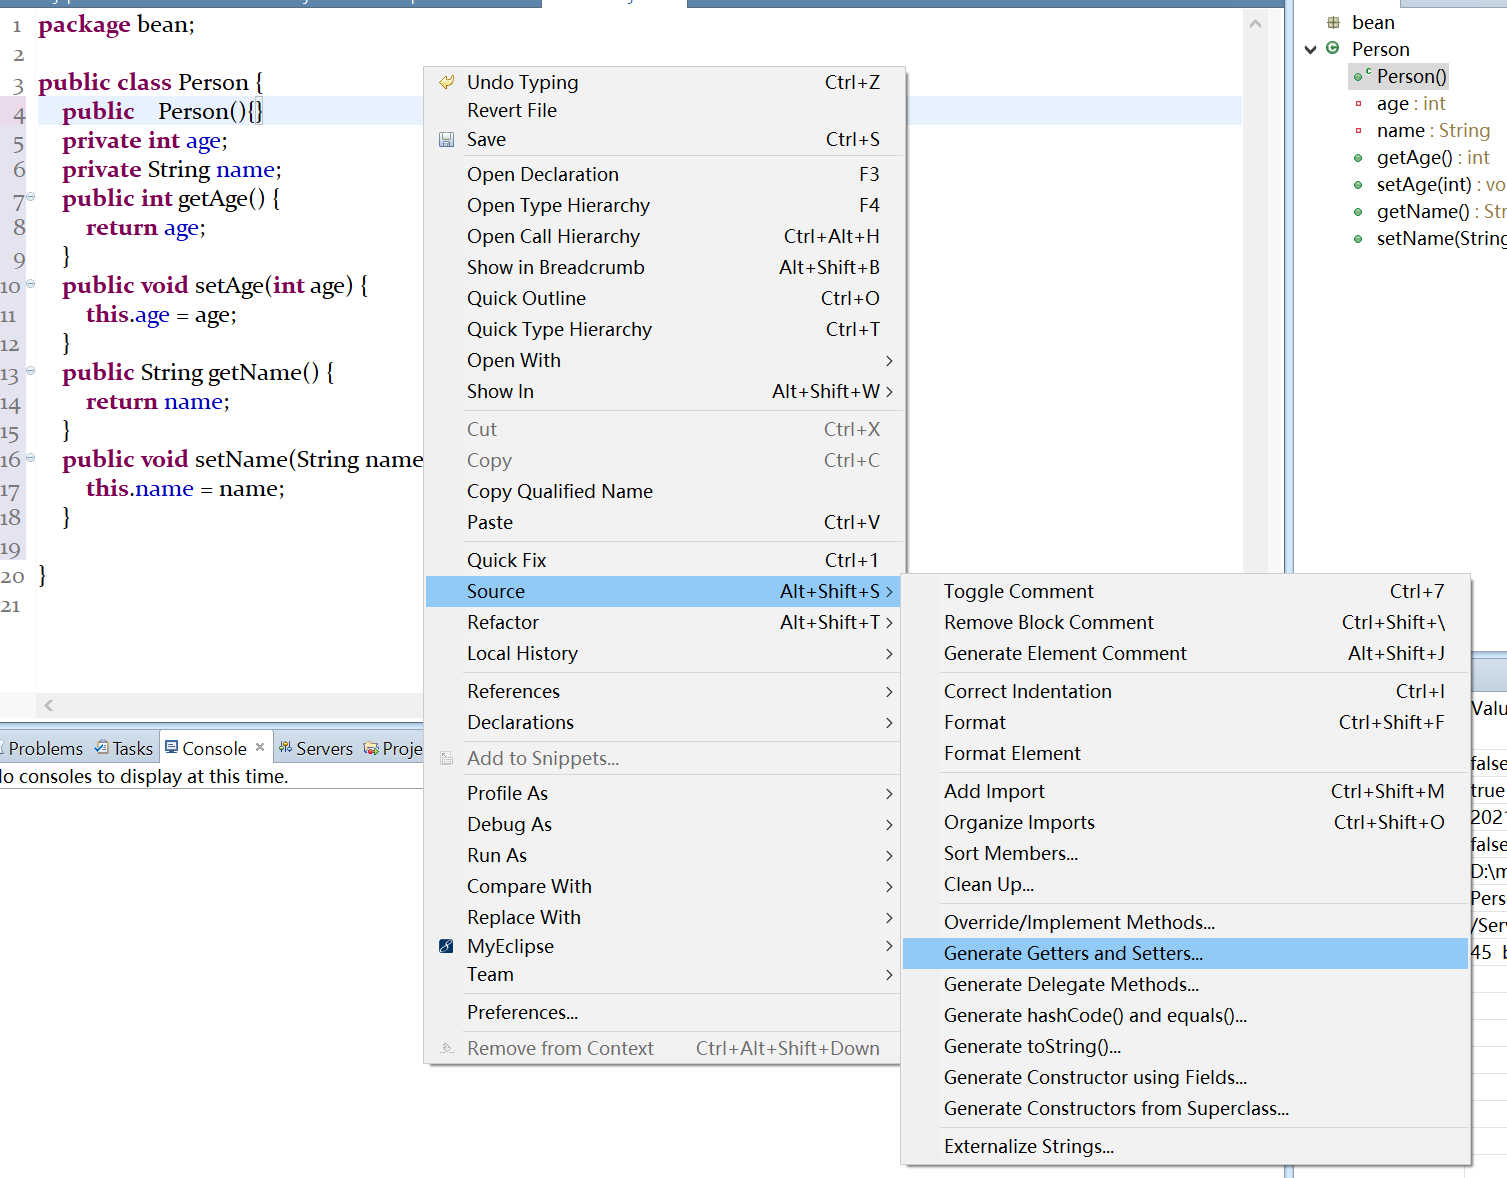 1 package bean;
2
3 public class Person {
4 public Person(){}
5 private int age;
6 private String name;
7 public int getAge() {
8 return age;
9 }
10 public void setAge(int age) {
11 this.age = age;
12 }
13 public String getName() {
14 return name;
15 }
16 public void setName(String name
17 this.name = name;
18 }
19
20 }
21
Problems Tasks Console Servers Proje
o consoles to display at this time.
Undo Typing Ctrl+Z
Revert File
Save Ctrl+S
Open Declaration F3
Open Type Hierarchy F4
Open Call Hierarchy Ctrl+Alt+H
Show in Breadcrumb Alt+Shift+B
Quick Outline Ctrl+O
Quick Type Hierarchy Ctrl+T
Open With
Show In Alt+Shift+W
Cut Ctrl+X
Copy Ctrl+C
Copy Qualified Name
Paste Ctrl+V
Quick Fix Ctrl+1
Source Alt+Shift+S
Refactor Alt+Shift+T
Local History
References
Declarations
Add to Snippets...
Profile As
Debug As
Run As
Compare With
Replace With
MyEclipse
Team
Preferences...
Remove from Context Ctrl+Alt+Shift+Down
Toggle Comment Ctrl+7
Remove Block Comment Ctrl+Shift+\
Generate Element Comment Alt+Shift+J
Correct Indentation Ctrl+I
Format Ctrl+Shift+F
Format Element
Add Import Ctrl+Shift+M
Organize Imports Ctrl+Shift+O
Sort Members...
Clean Up...
Override/Implement Methods...
Generate Getters and Setters...
Generate Delegate Methods...
Generate hashCode() and equals()...
Generate toString()...
Generate Constructor using Fields...
Generate Constructors from Superclass...
Externalize Strings...
bean
Person
Person()
age : int
name : String
getAge() : int
setAge(int) : vo
getName() : Str
setName(String
Valu
false
true
2021
false
D:\m
Pers
/Ser
45 b